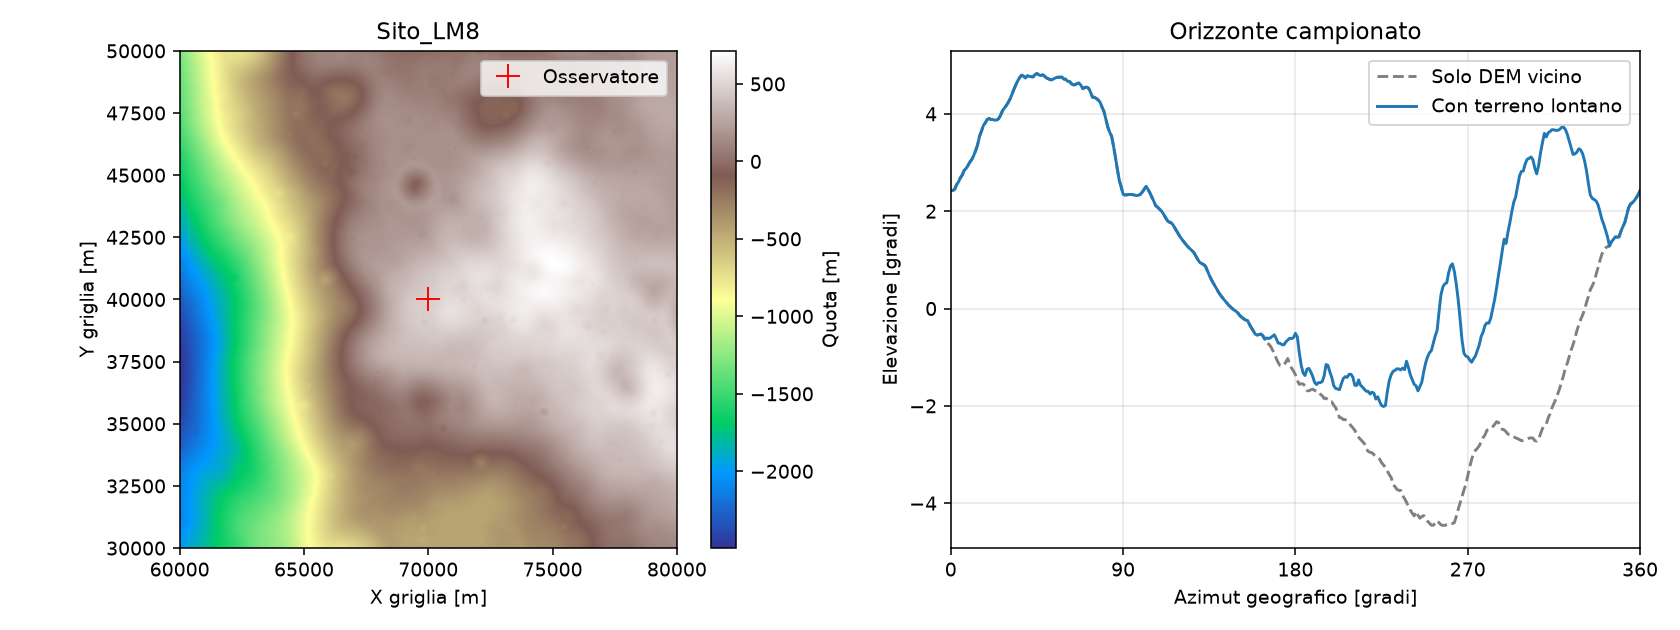 Sito_LM8
50000
47500
45000
42500
40000
37500
35000
32500
30000
Y griglia [m]
60000 65000 70000 75000 80000
X griglia [m]
Osservatore
500
0
−500
−1000
−1500
−2000
Quota [m]
Orizzonte campionato
4
2
0
−2
−4
Elevazione [gradi]
0 90 180 270 360
Azimut geografico [gradi]
Solo DEM vicino
Con terreno lontano